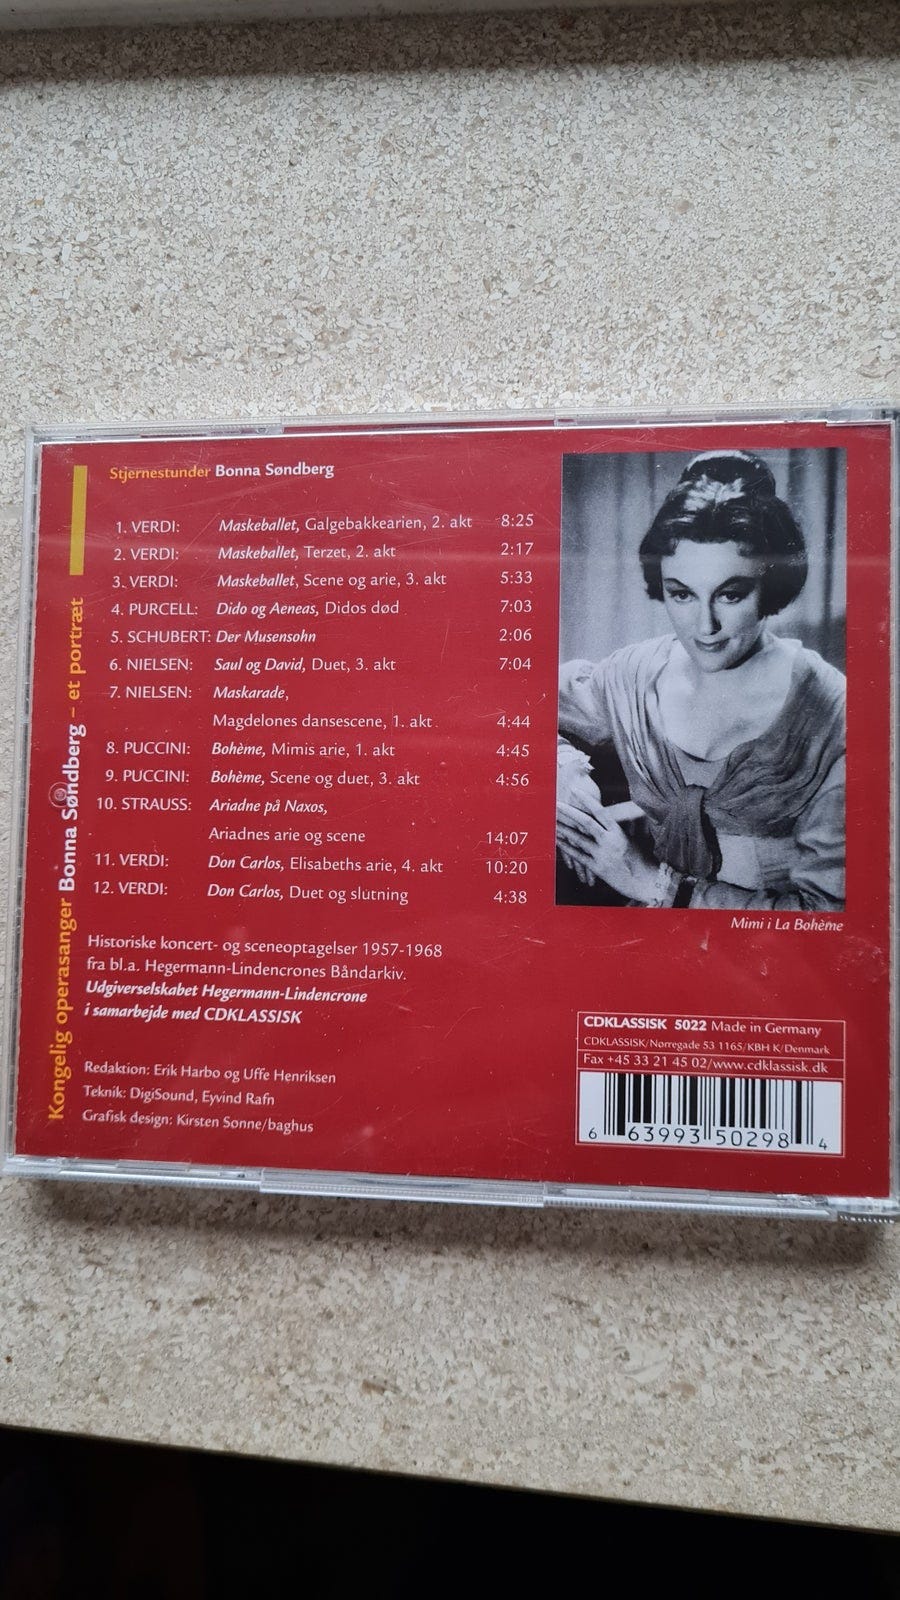 Kongelig operasanger Bonna Søndberg – et portræt
Stjernestunder Bonna Søndberg
1. VERDI: Maskeballet, Galgebakkearien, 2. akt 8:25
2. VERDI: Maskeballet, Terzet, 2. akt 2:17
3. VERDI: Maskeballet, Scene og arie, 3. akt 5:33
4. PURCELL: Dido og Aeneas, Didos død 7:03
5. SCHUBERT: Der Musensohn 2:06
6. NIELSEN: Saul og David, Duet, 3. akt 7:04
7. NIELSEN: Maskarade,
Magdelones dansescene, 1. akt 4:44
8. PUCCINI: Bohème, Mimis arie, 1. akt 4:45
9. PUCCINI: Bohème, Scene og duet, 3. akt 4:56
10. STRAUSS: Ariadne på Naxos,
Ariadnes arie og scene 14:07
11. VERDI: Don Carlos, Elisabeths arie, 4. akt 10:20
12. VERDI: Don Carlos, Duet og slutning 4:38
Historiske koncert- og sceneoptagelser 1957-1968
fra bl.a. Hegermann-Lindencrones Båndarkiv.
Udgiverselskabet Hegermann-Lindencrone
i samarbejde med CDKLASSISK
Redaktion: Erik Harbo og Uffe Henriksen
Teknik: DigiSound, Eyvind Rafn
Grafisk design: Kirsten Sonne/baghus
Mimi i La Bohème
CDKLASSISK 5022 Made in Germany
CDKLASSISK/Nørregade 53 1165/KBH K/Denmark
Fax +45 33 21 45 02/www.cdklassisk.dk
6 63993 50298 4